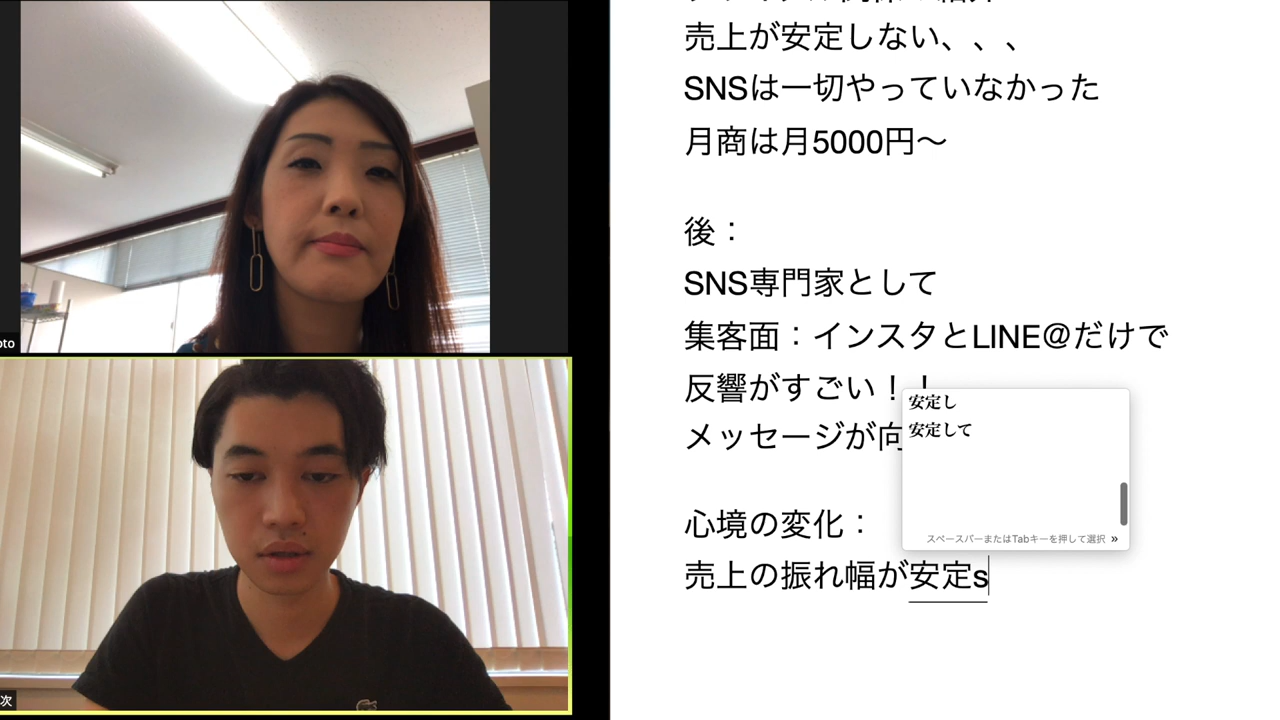 oto
次
売上が安定しない、、、
SNSは一切やっていなかった
月商は月5000円〜
後：
SNS専門家として
集客面：インスタとLINE@だけで
反響がすごい！！
メッセージが向
安定し
安定して
スペースバーまたはTabキーを押して選択 »
心境の変化：
売上の振れ幅が安定s